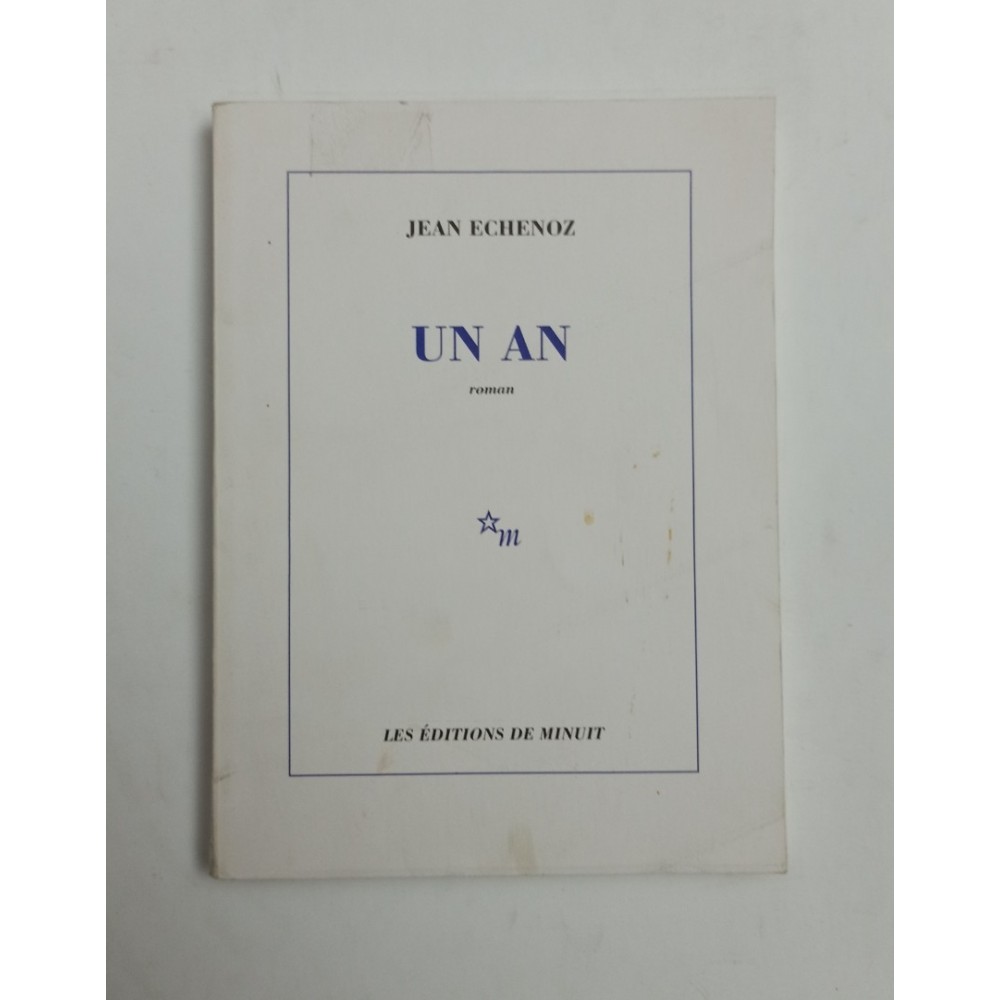 JEAN ECHENOZ
UN AN
roman
m
LES ÉDITIONS DE MINUIT